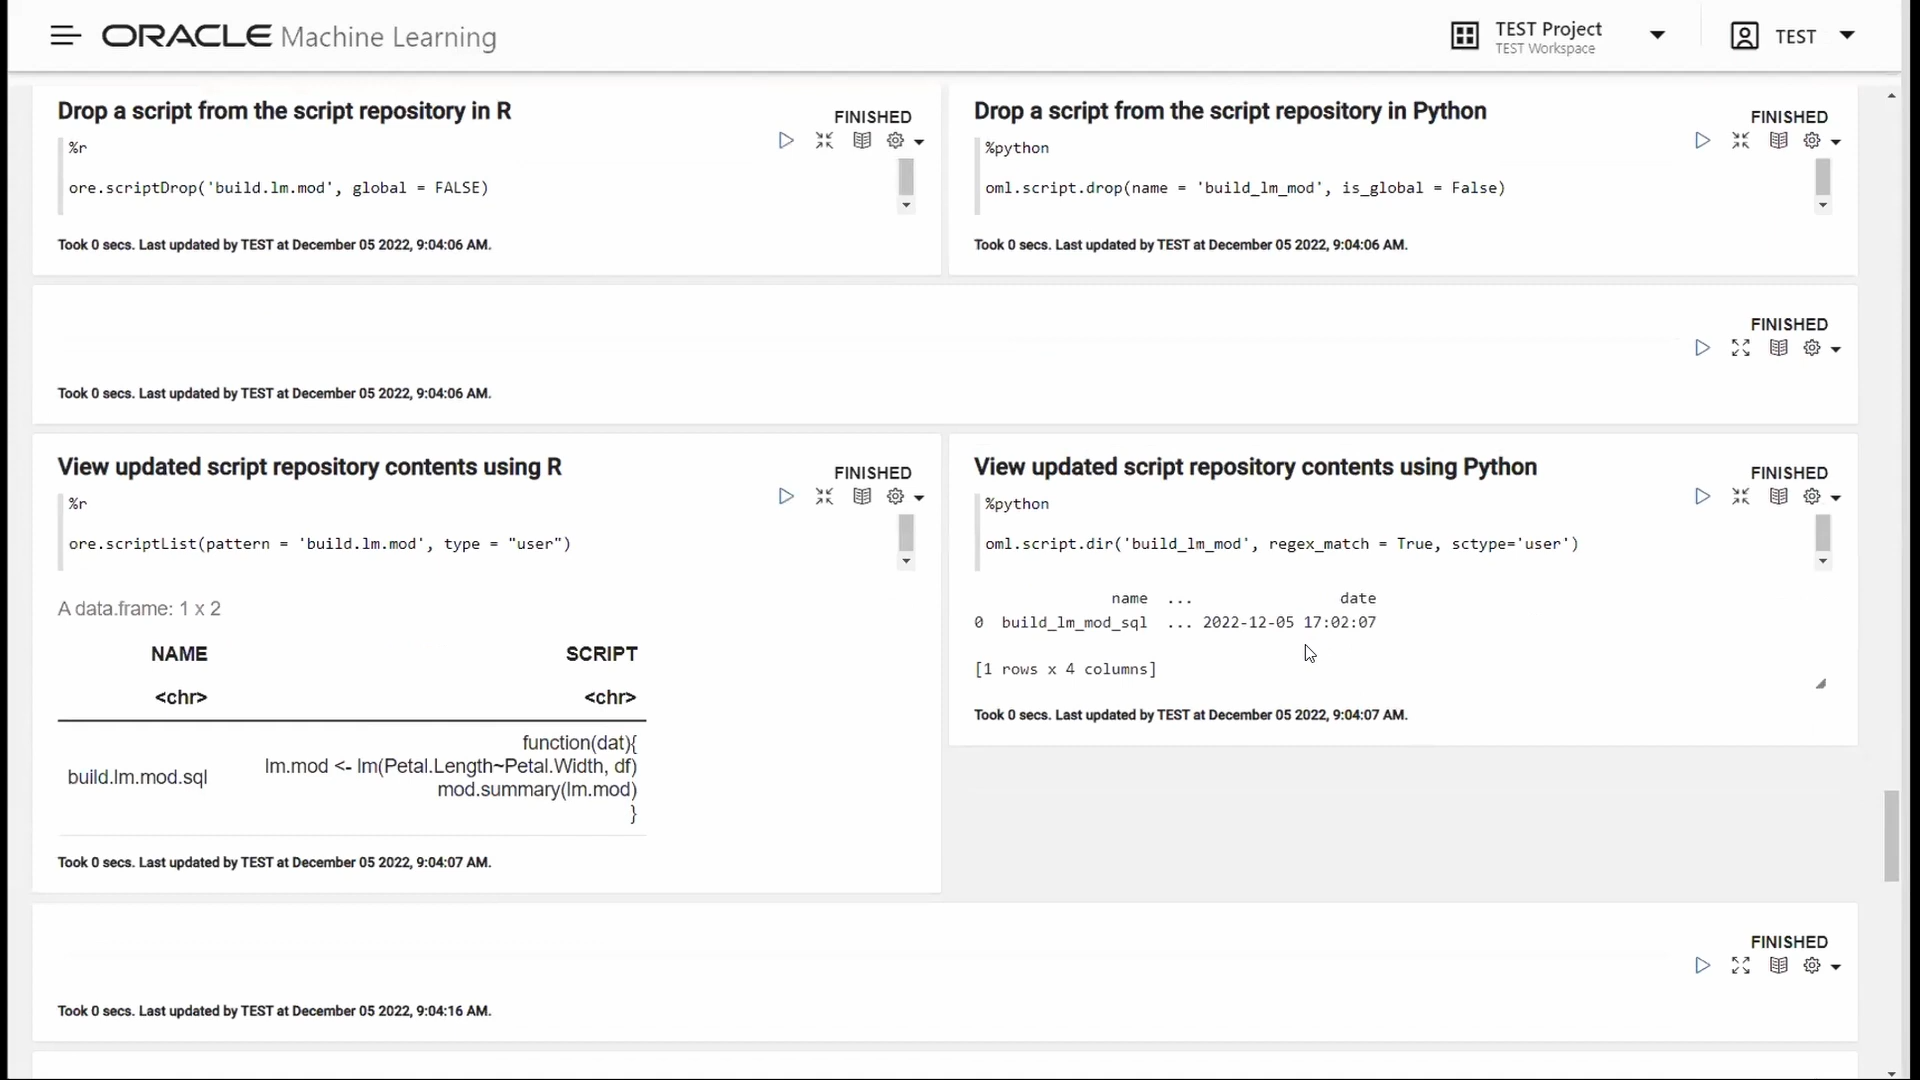 ORACLE Machine Learning
TEST Project
TEST Workspace
TEST
Drop a script from the script repository in R
FINISHED
%r
ore.scriptDrop('build.lm.mod', global = FALSE)
Took 0 secs. Last updated by TEST at December 05 2022, 9:04:06 AM.
Drop a script from the script repository in Python
FINISHED
%python
oml.script.drop(name = 'build_lm_mod', is_global = False)
Took 0 secs. Last updated by TEST at December 05 2022, 9:04:06 AM.
FINISHED
Took 0 secs. Last updated by TEST at December 05 2022, 9:04:06 AM.
View updated script repository contents using R
FINISHED
%r
ore.scriptList(pattern = 'build.lm.mod', type = "user")
A data.frame: 1 x 2
NAME SCRIPT
<chr> <chr>
function(dat){
lm.mod <- lm(Petal.Length~Petal.Width, df)
build.lm.mod.sql
mod.summary(lm.mod)
}
Took 0 secs. Last updated by TEST at December 05 2022, 9:04:07 AM.
View updated script repository contents using Python
FINISHED
%python
oml.script.dir('build_lm_mod', regex_match = True, sctype='user')
name ... date
0 build_lm_mod_sql ... 2022-12-05 17:02:07
[1 rows x 4 columns]
Took 0 secs. Last updated by TEST at December 05 2022, 9:04:07 AM.
FINISHED
Took 0 secs. Last updated by TEST at December 05 2022, 9:04:16 AM.